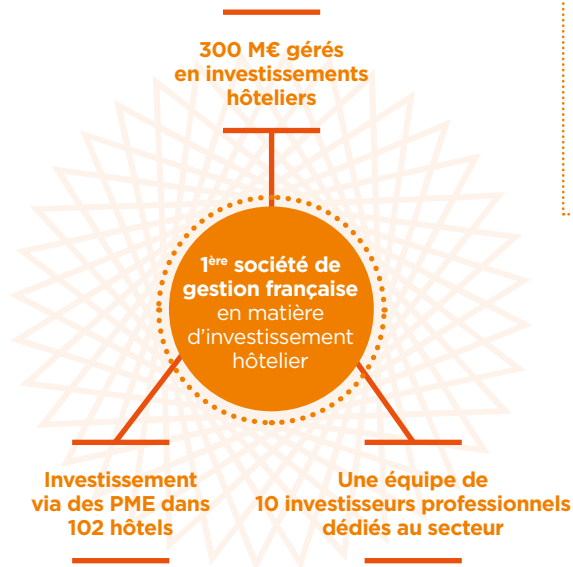 300 M€ gérés
en investissements
hôteliers
1ère société de
gestion française
en matière
d’investissement
hôtelier
Investissement
via des PME dans
102 hôtels
Une équipe de
10 investisseurs professionnels
dédiés au secteur